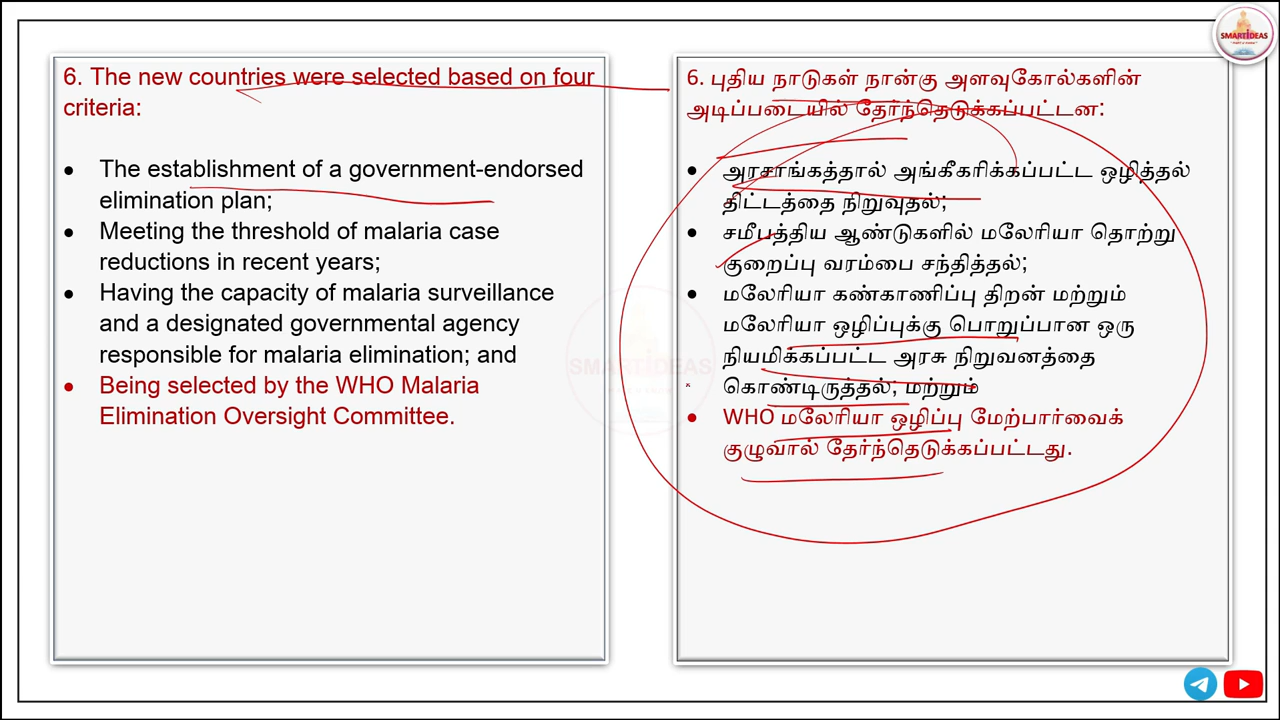 SMARTIDEAS
6. The new countries were selected based on four
criteria:
• The establishment of a government-endorsed
elimination plan;
• Meeting the threshold of malaria case
reductions in recent years;
• Having the capacity of malaria surveillance
and a designated governmental agency
responsible for malaria elimination; and
• Being selected by the WHO Malaria
Elimination Oversight Committee.
6. புதிய நாடுகள் நான்கு அளவுகோல்களின்
அடிப்படையில் தேர்ந்தெடுக்கப்பட்டன:
• அரசாங்கத்தால் அங்கீகரிக்கப்பட்ட ஒழித்தல்
திட்டத்தை நிறுவுதல்;
• சமீபத்திய ஆண்டுகளில் மலேரியா தொற்று
குறைப்பு வரம்பை சந்தித்தல்;
• மலேரியா கண்காணிப்பு திறன் மற்றும்
மலேரியா ஒழிப்புக்கு பொறுப்பான ஒரு
நியமிக்கப்பட்ட அரசு நிறுவனத்தை
கொண்டிருத்தல்; மற்றும்
• WHO மலேரியா ஒழிப்பு மேற்பார்வைக்
குழுவால் தேர்ந்தெடுக்கப்பட்டது.
SMARTIDEAS